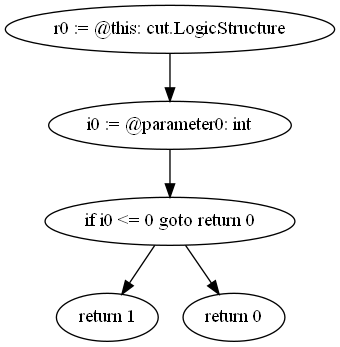 r0 := @this: cut.LogicStructure
i0 := @parameter0: int
if i0 <= 0 goto return 0
return 1
return 0